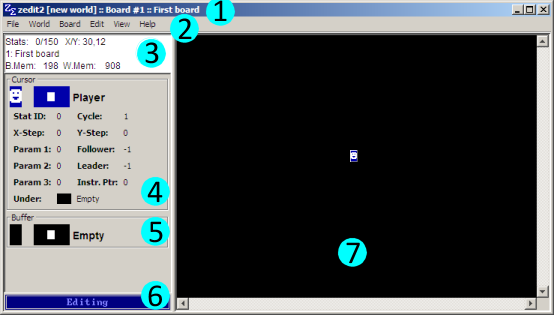 zedit2 [new world] :: Board #1 :: First board
1
File World Board Edit View Help
2
Stats: 0/150 X/Y: 30,12
1: First board
B.Mem: 198 W.Mem: 908
3
Cursor
Player
Stat ID: 0 Cycle: 1
X-Step: 0 Y-Step: 0
Param 1: 0 Follower: -1
Param 2: 0 Leader: -1
Param 3: 0 Instr. Ptr: 0
Under: Empty
4
Buffer
Empty
5
Editing
6
7